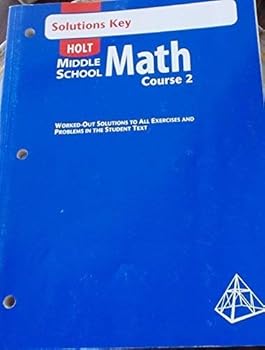 Solutions Key
HOLT
MIDDLE
SCHOOL Math
Course 2
WORKED-OUT SOLUTIONS TO ALL EXERCISES AND
PROBLEMS IN THE STUDENT TEXT